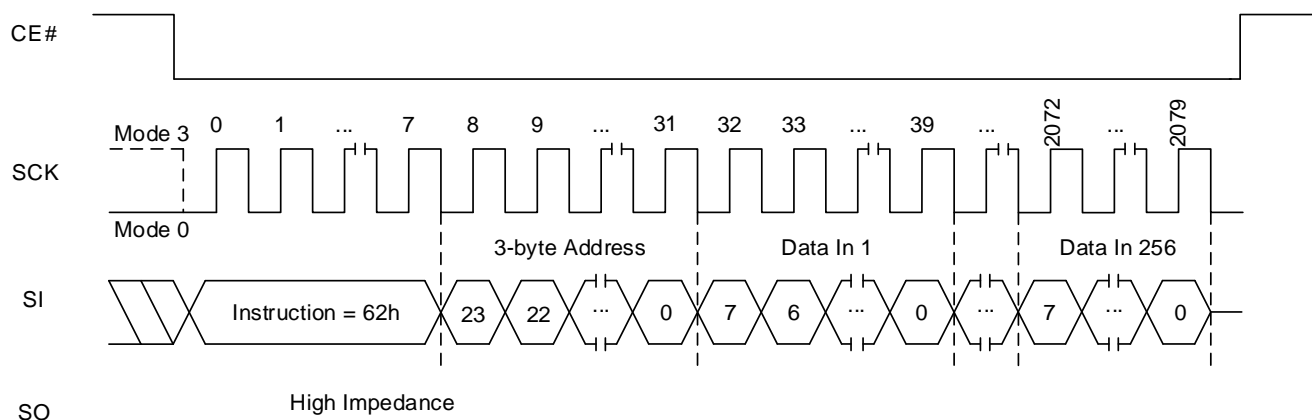 CE#
0 1 ... 7 8 9 ... 31 32 33 ... 39 ... 2072 ... 2079
Mode 3
SCK
Mode 0
3-byte Address Data In 1 Data In 256
SI Instruction = 62h 23 22 ... 0 7 6 ... 0 ... 7 ... 0
High Impedance
SO